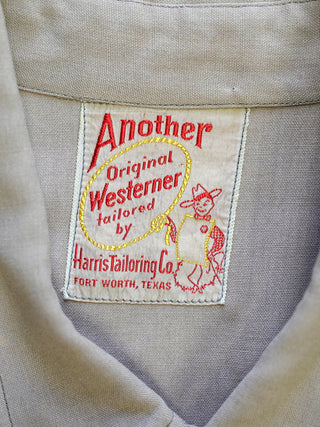 Another
Original
Westerner
tailored
by
Harris Tailoring Co.
FORT WORTH, TEXAS